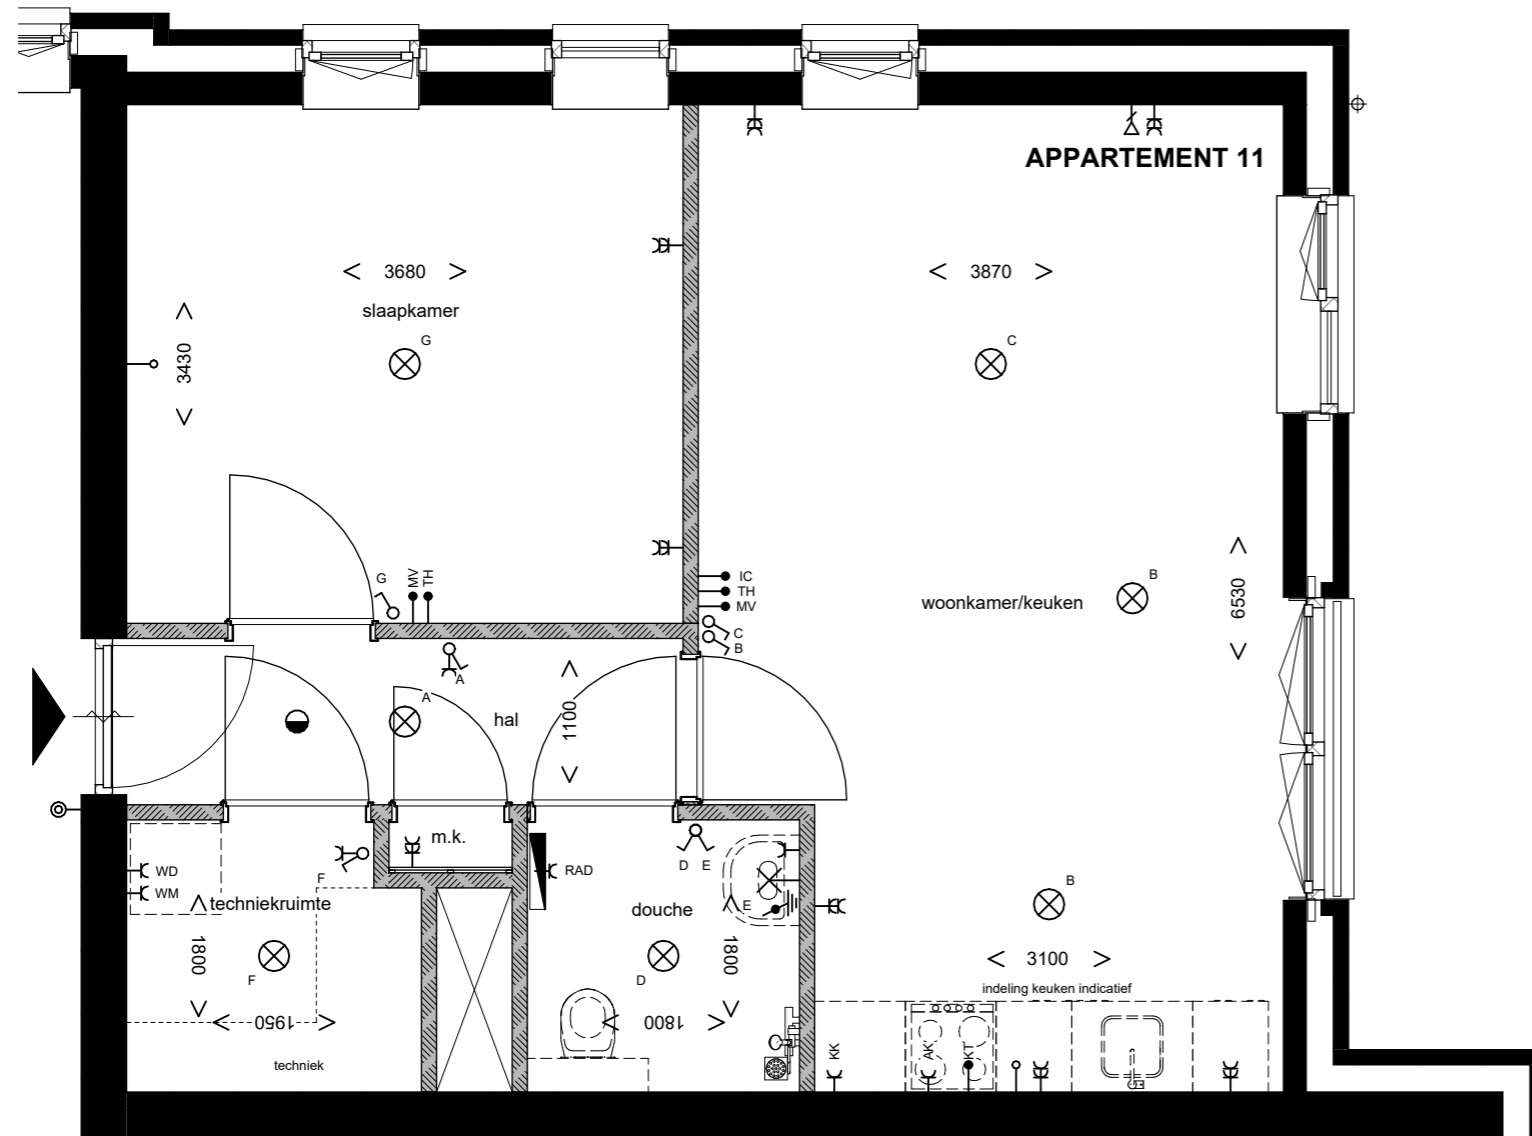 APPARTEMENT 11
3680
3870
slaapkamer
G
C
3430
G
MV
TH
IC
TH
MV
C
B
woonkamer/keuken
B
6530
A
A
hal
1100
m.k.
WD
WM
F
RAD
D
E
techniekruimte
douche
E
B
1800
F
D
1800
3100
indeling keuken indicatief
1950
1800
techniek
KK
AK
KT